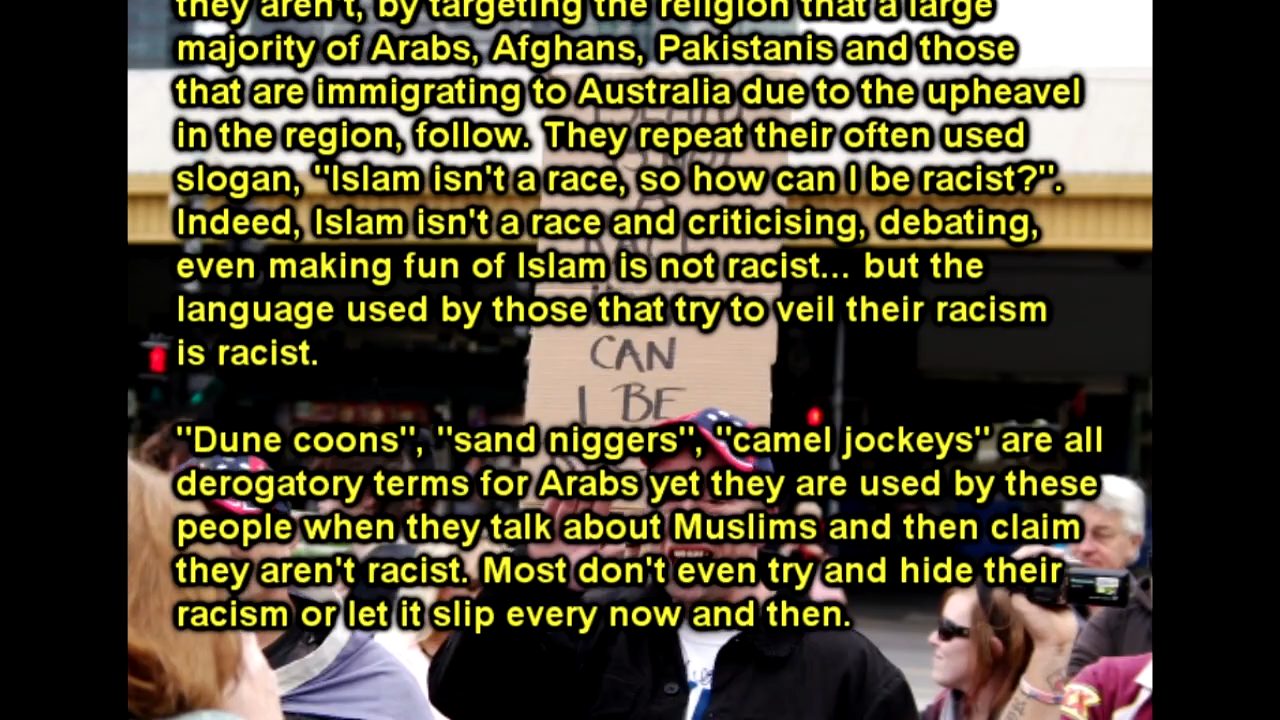 they aren't, by targeting the religion that a large
majority of Arabs, Afghans, Pakistanis and those
that are immigrating to Australia due to the upheavel
in the region, follow. They repeat their often used
slogan, "Islam isn't a race, so how can I be racist?".
Indeed, Islam isn't a race and criticising, debating,
even making fun of Islam is not racist... but the
language used by those that try to veil their racism
is racist.
CAN
I BE
"Dune coons", "sand niggers", "camel jockeys" are all
derogatory terms for Arabs yet they are used by these
people when they talk about Muslims and then claim
they aren't racist. Most don't even try and hide their
racism or let it slip every now and then.